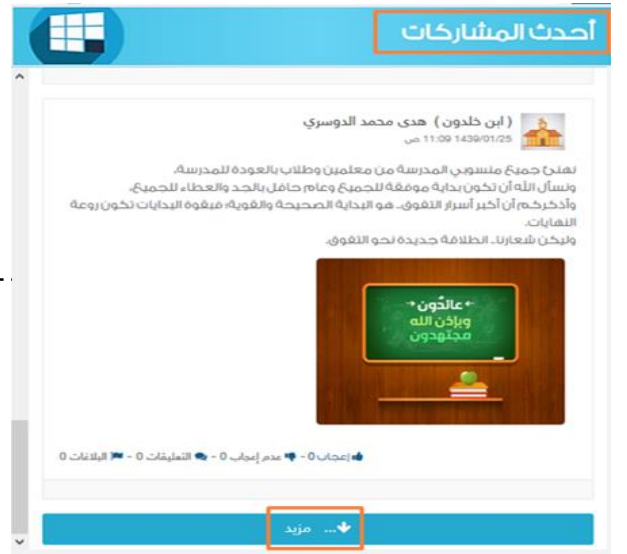 أحدث المشاركات
( ابن خلدون ) هدى محمد الدوسري
1439/01/25 11:09 ص
نهنئ جميع منسوبي المدرسة من معلمين وطلاب بالعودة للمدرسة.
ونسأل الله أن تكون بداية موفقة للجميع وعام حافل بالجد والعطاء للجميع.
وأذكركم أن أكبر أسرار التفوق.. هو البداية الصحيحة والقوية؛ فبقوة البدايات تكون روعة
النهايات.
وليكن شعارنا.. انطلاقة جديدة نحو التفوق.
عائدون
وبإذن الله
مجتهدون
إعجاب 0 - عدم إعجاب 0 - التعليقات 0 - البلاغات 0
... مزيد